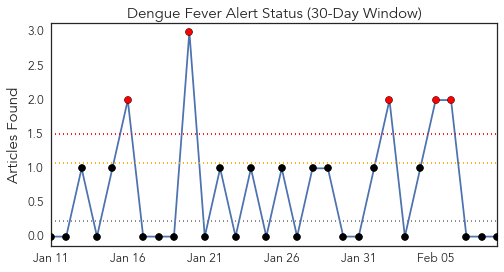 Dengue Fever Alert Status (30-Day Window)
Articles Found
3.0
2.5
2.0
1.5
1.0
0.5
0.0
Jan 11 Jan 16 Jan 21 Jan 26 Jan 31 Feb 05